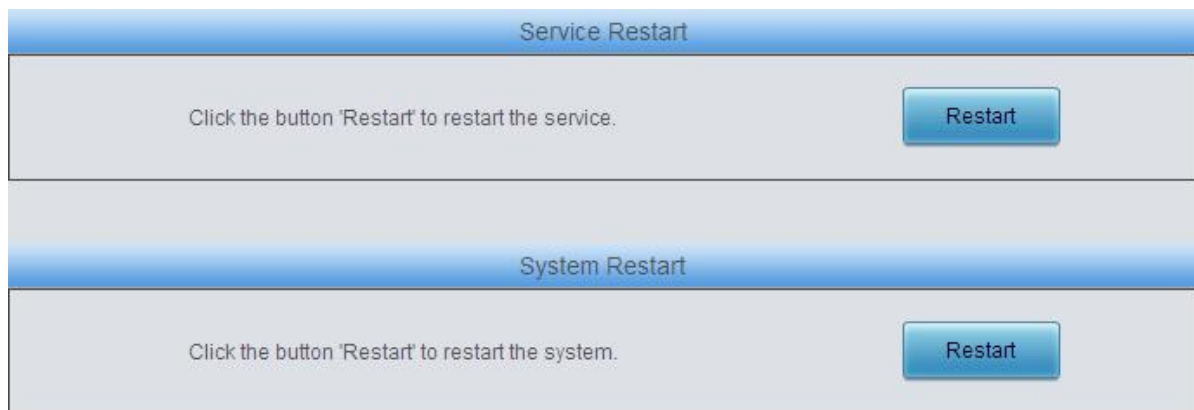 Service Restart
Click the button 'Restart' to restart the service.
Restart
System Restart
Click the button 'Restart' to restart the system.
Restart